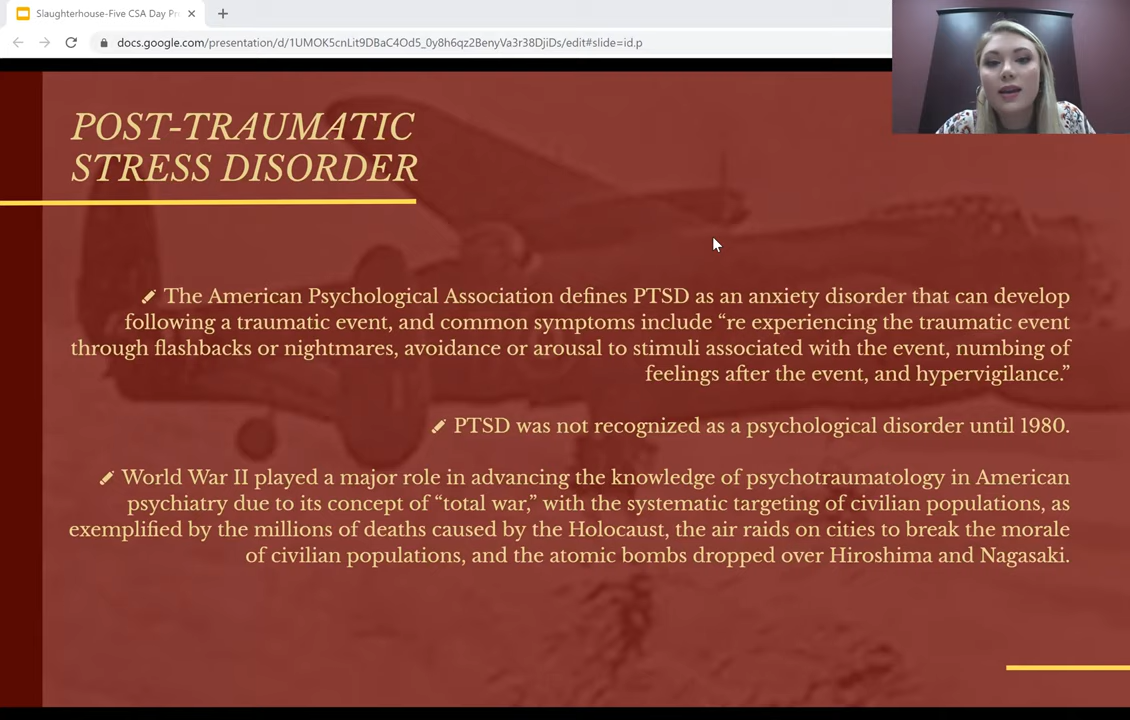 Slaughterhouse-Five CSA Day Pr
docs.google.com/presentation/d/1UMOK5cnLit9DBaC4Od5_0y8h6qz2BenyVa3r38DjiDs/edit#slide=id.p
POST-TRAUMATIC
STRESS DISORDER
The American Psychological Association defines PTSD as an anxiety disorder that can develop
following a traumatic event, and common symptoms include “re experiencing the traumatic event
through flashbacks or nightmares, avoidance or arousal to stimuli associated with the event, numbing of
feelings after the event, and hypervigilance.”
PTSD was not recognized as a psychological disorder until 1980.
World War II played a major role in advancing the knowledge of psychotraumatology in American
psychiatry due to its concept of “total war,” with the systematic targeting of civilian populations, as
exemplified by the millions of deaths caused by the Holocaust, the air raids on cities to break the morale
of civilian populations, and the atomic bombs dropped over Hiroshima and Nagasaki.